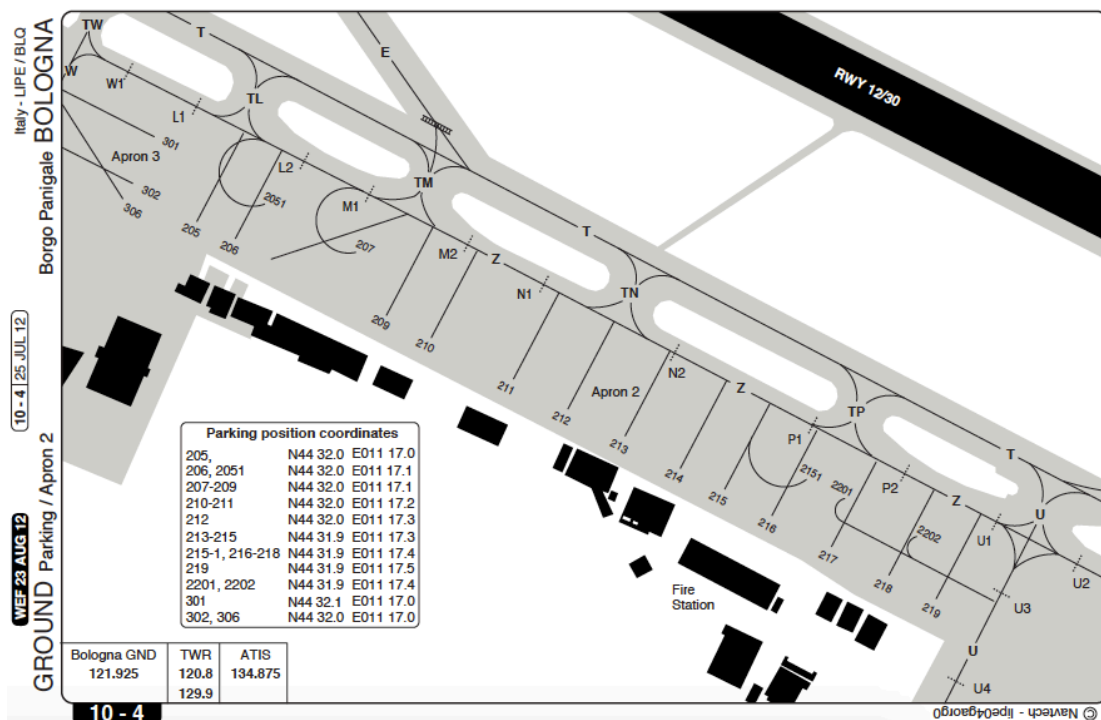 Italy - LIPE / BLQ
Borgo Panigale BOLOGNA
10 - 4 25 JUL 12
WEF 23 AUG 12
GROUND Parking / Apron 2
TW
T
E
RWY 12/30
W
W1
TL
L1
301
Apron 3
L2
302
306
205
206
2051
M1
TM
207
M2
Z
T
N1
TN
209
210
211
212
Apron 2
N2
213
214
Z
TP
P1
215
2151
216
2201
P2
T
Z
217
2202
U1
U
218
219
U2
U3
U
U4
Fire
Station
Parking position coordinates
205, N44 32.0 E011 17.0
206, 2051 N44 32.0 E011 17.1
207-209 N44 32.0 E011 17.1
210-211 N44 32.0 E011 17.2
212 N44 32.0 E011 17.3
213-215 N44 31.9 E011 17.3
215-1, 216-218 N44 31.9 E011 17.4
219 N44 31.9 E011 17.5
2201, 2202 N44 31.9 E011 17.4
301 N44 32.1 E011 17.0
302, 306 N44 32.0 E011 17.0
Bologna GND TWR ATIS
121.925 120.8 134.875
129.9
10 - 4
© Navtech - lipe04gaorg0